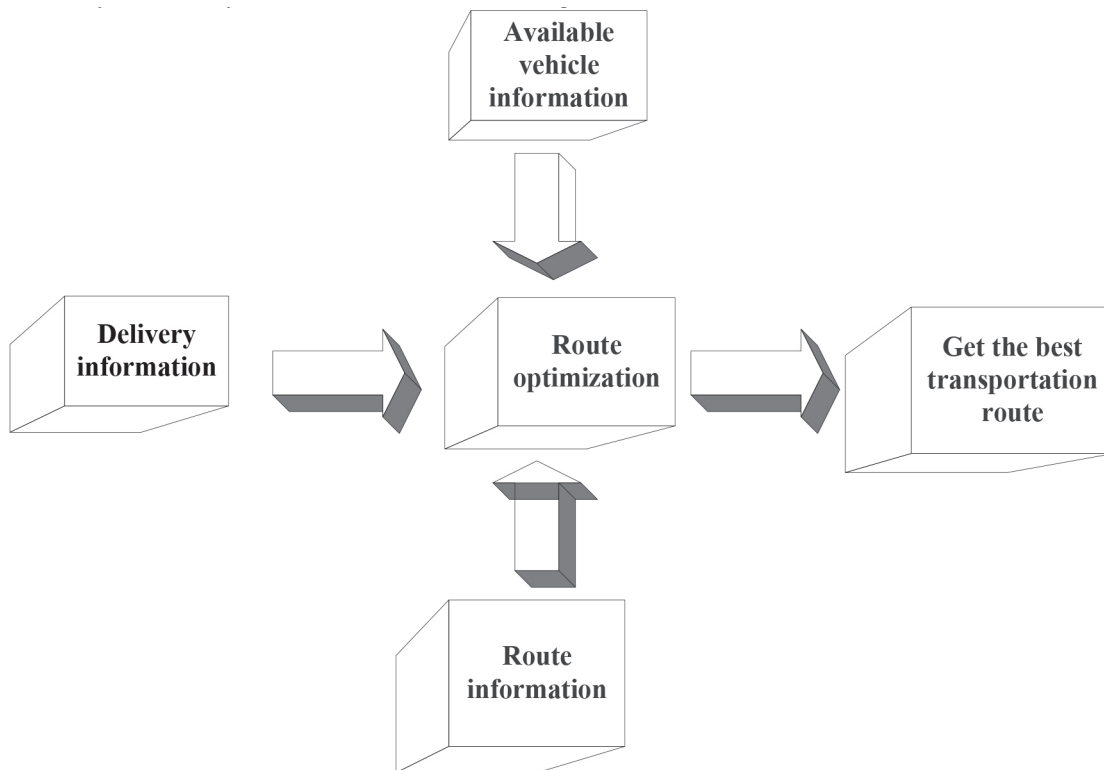 Available
vehicle
information
Delivery
information
Route
optimization
Get the best
transportation
route
Route
information